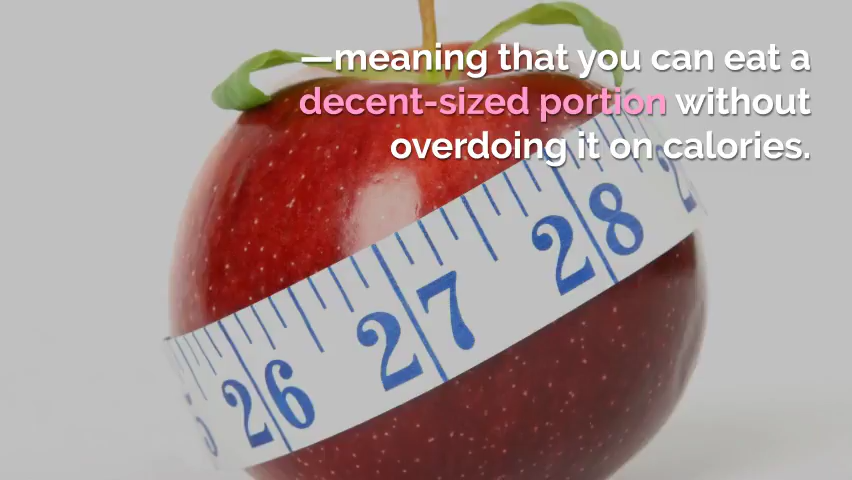 —meaning that you can eat a
decent-sized portion without
overdoing it on calories.
26 27 28